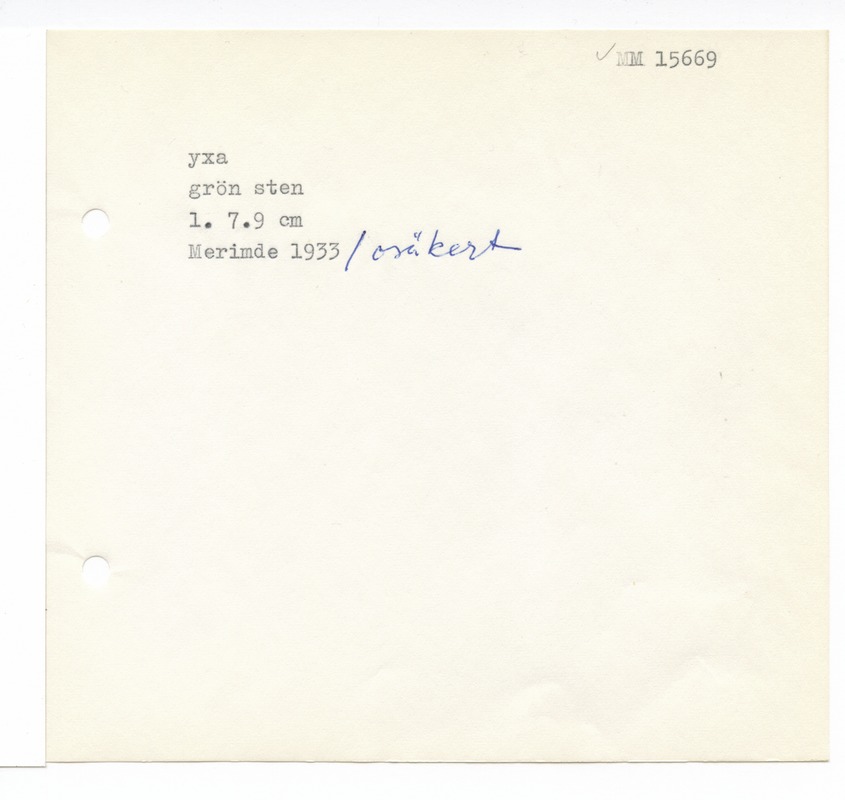 ✓ MM 15669
yxa
grön sten
l. 7.9 cm
Merimde 1933 / osäkert